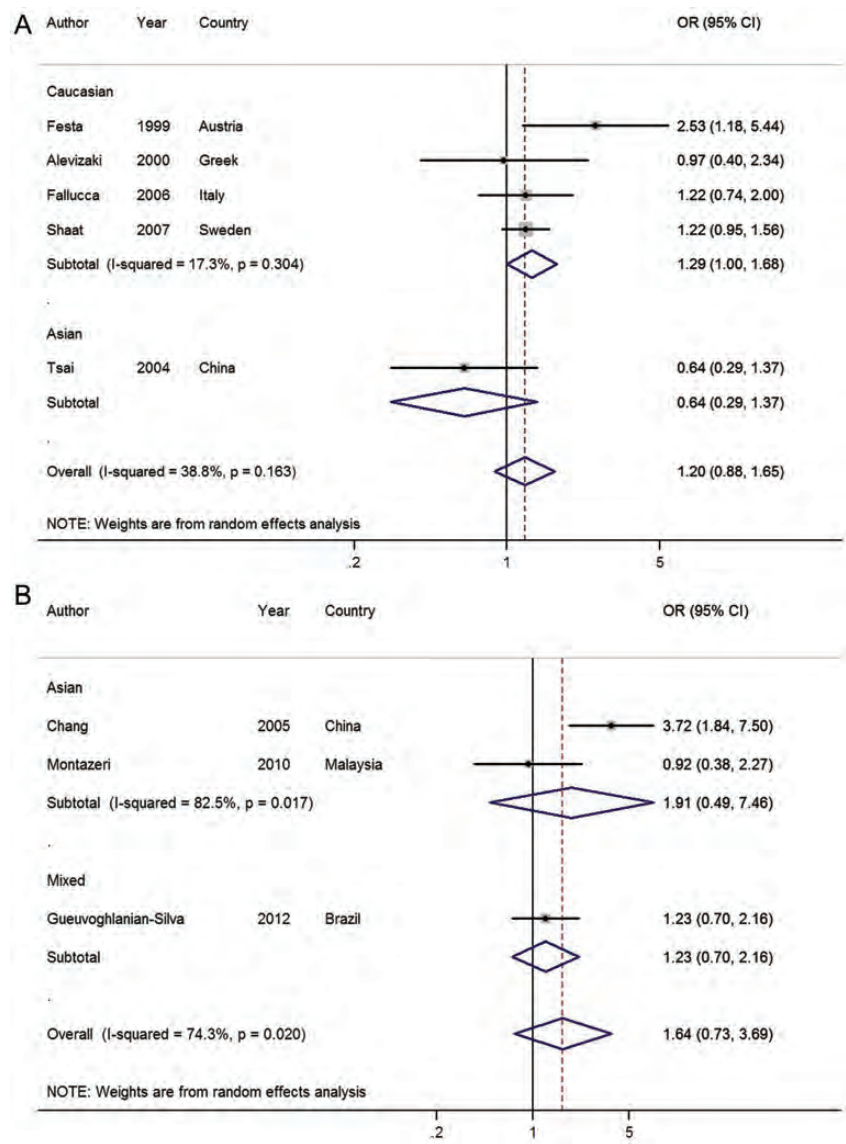 A
Author Year Country OR (95% CI)
Caucasian
Festa 1999 Austria 2.53 (1.18, 5.44)
Alevizaki 2000 Greek 0.97 (0.40, 2.34)
Fallucca 2006 Italy 1.22 (0.74, 2.00)
Shaat 2007 Sweden 1.22 (0.95, 1.56)
Subtotal (I-squared = 17.3%, p = 0.304) 1.29 (1.00, 1.68)
.
Asian
Tsai 2004 China 0.64 (0.29, 1.37)
Subtotal 0.64 (0.29, 1.37)
.
Overall (I-squared = 38.8%, p = 0.163) 1.20 (0.88, 1.65)
NOTE: Weights are from random effects analysis
.2 1 5
B
Author Year Country OR (95% CI)
Asian
Chang 2005 China 3.72 (1.84, 7.50)
Montazeri 2010 Malaysia 0.92 (0.38, 2.27)
Subtotal (I-squared = 82.5%, p = 0.017) 1.91 (0.49, 7.46)
.
Mixed
Gueuvoghlanian-Silva 2012 Brazil 1.23 (0.70, 2.16)
Subtotal 1.23 (0.70, 2.16)
.
Overall (I-squared = 74.3%, p = 0.020) 1.64 (0.73, 3.69)
NOTE: Weights are from random effects analysis
.2 1 5